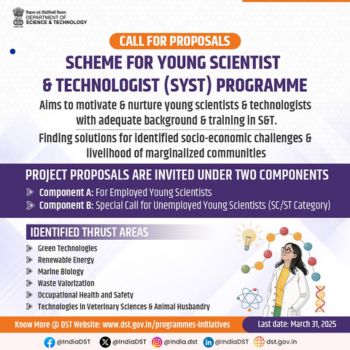 विज्ञान एवं प्रौद्योगिकी विभाग
DEPARTMENT OF
SCIENCE & TECHNOLOGY
CALL FOR PROPOSALS
SCHEME FOR YOUNG SCIENTIST
& TECHNOLOGIST (SYST) PROGRAMME
Aims to motivate & nurture young scientists & technologists
with adequate background & training in S&T.
Finding solutions for identified socio-economic challenges &
livelihood of marginalized communities
PROJECT PROPOSALS ARE INVITED UNDER TWO COMPONENTS
Component A: For Employed Young Scientists
Component B: Special Call for Unemployed Young Scientists (SC/ST Category)
IDENTIFIED THRUST AREAS
Green Technologies
Renewable Energy
Marine Biology
Waste Valorization
Occupational Health and Safety
Technologies in Veterinary Sciences & Animal Husbandry
Know More @ DST Website: www.dst.gov.in/programmes-initiatives
Last date: March 31, 2025
@IndiaDST
@IndiaDST
@india.dst
@IndiaDST
dst.gov.in